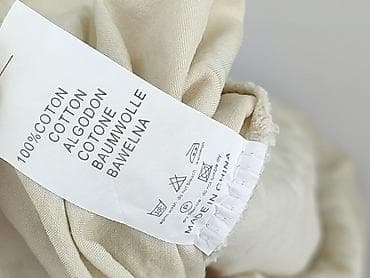 100%COTON
COTTON
ALGODON
COTONE
BAUMWOLLE
BAWELNA
MADE IN CHINA